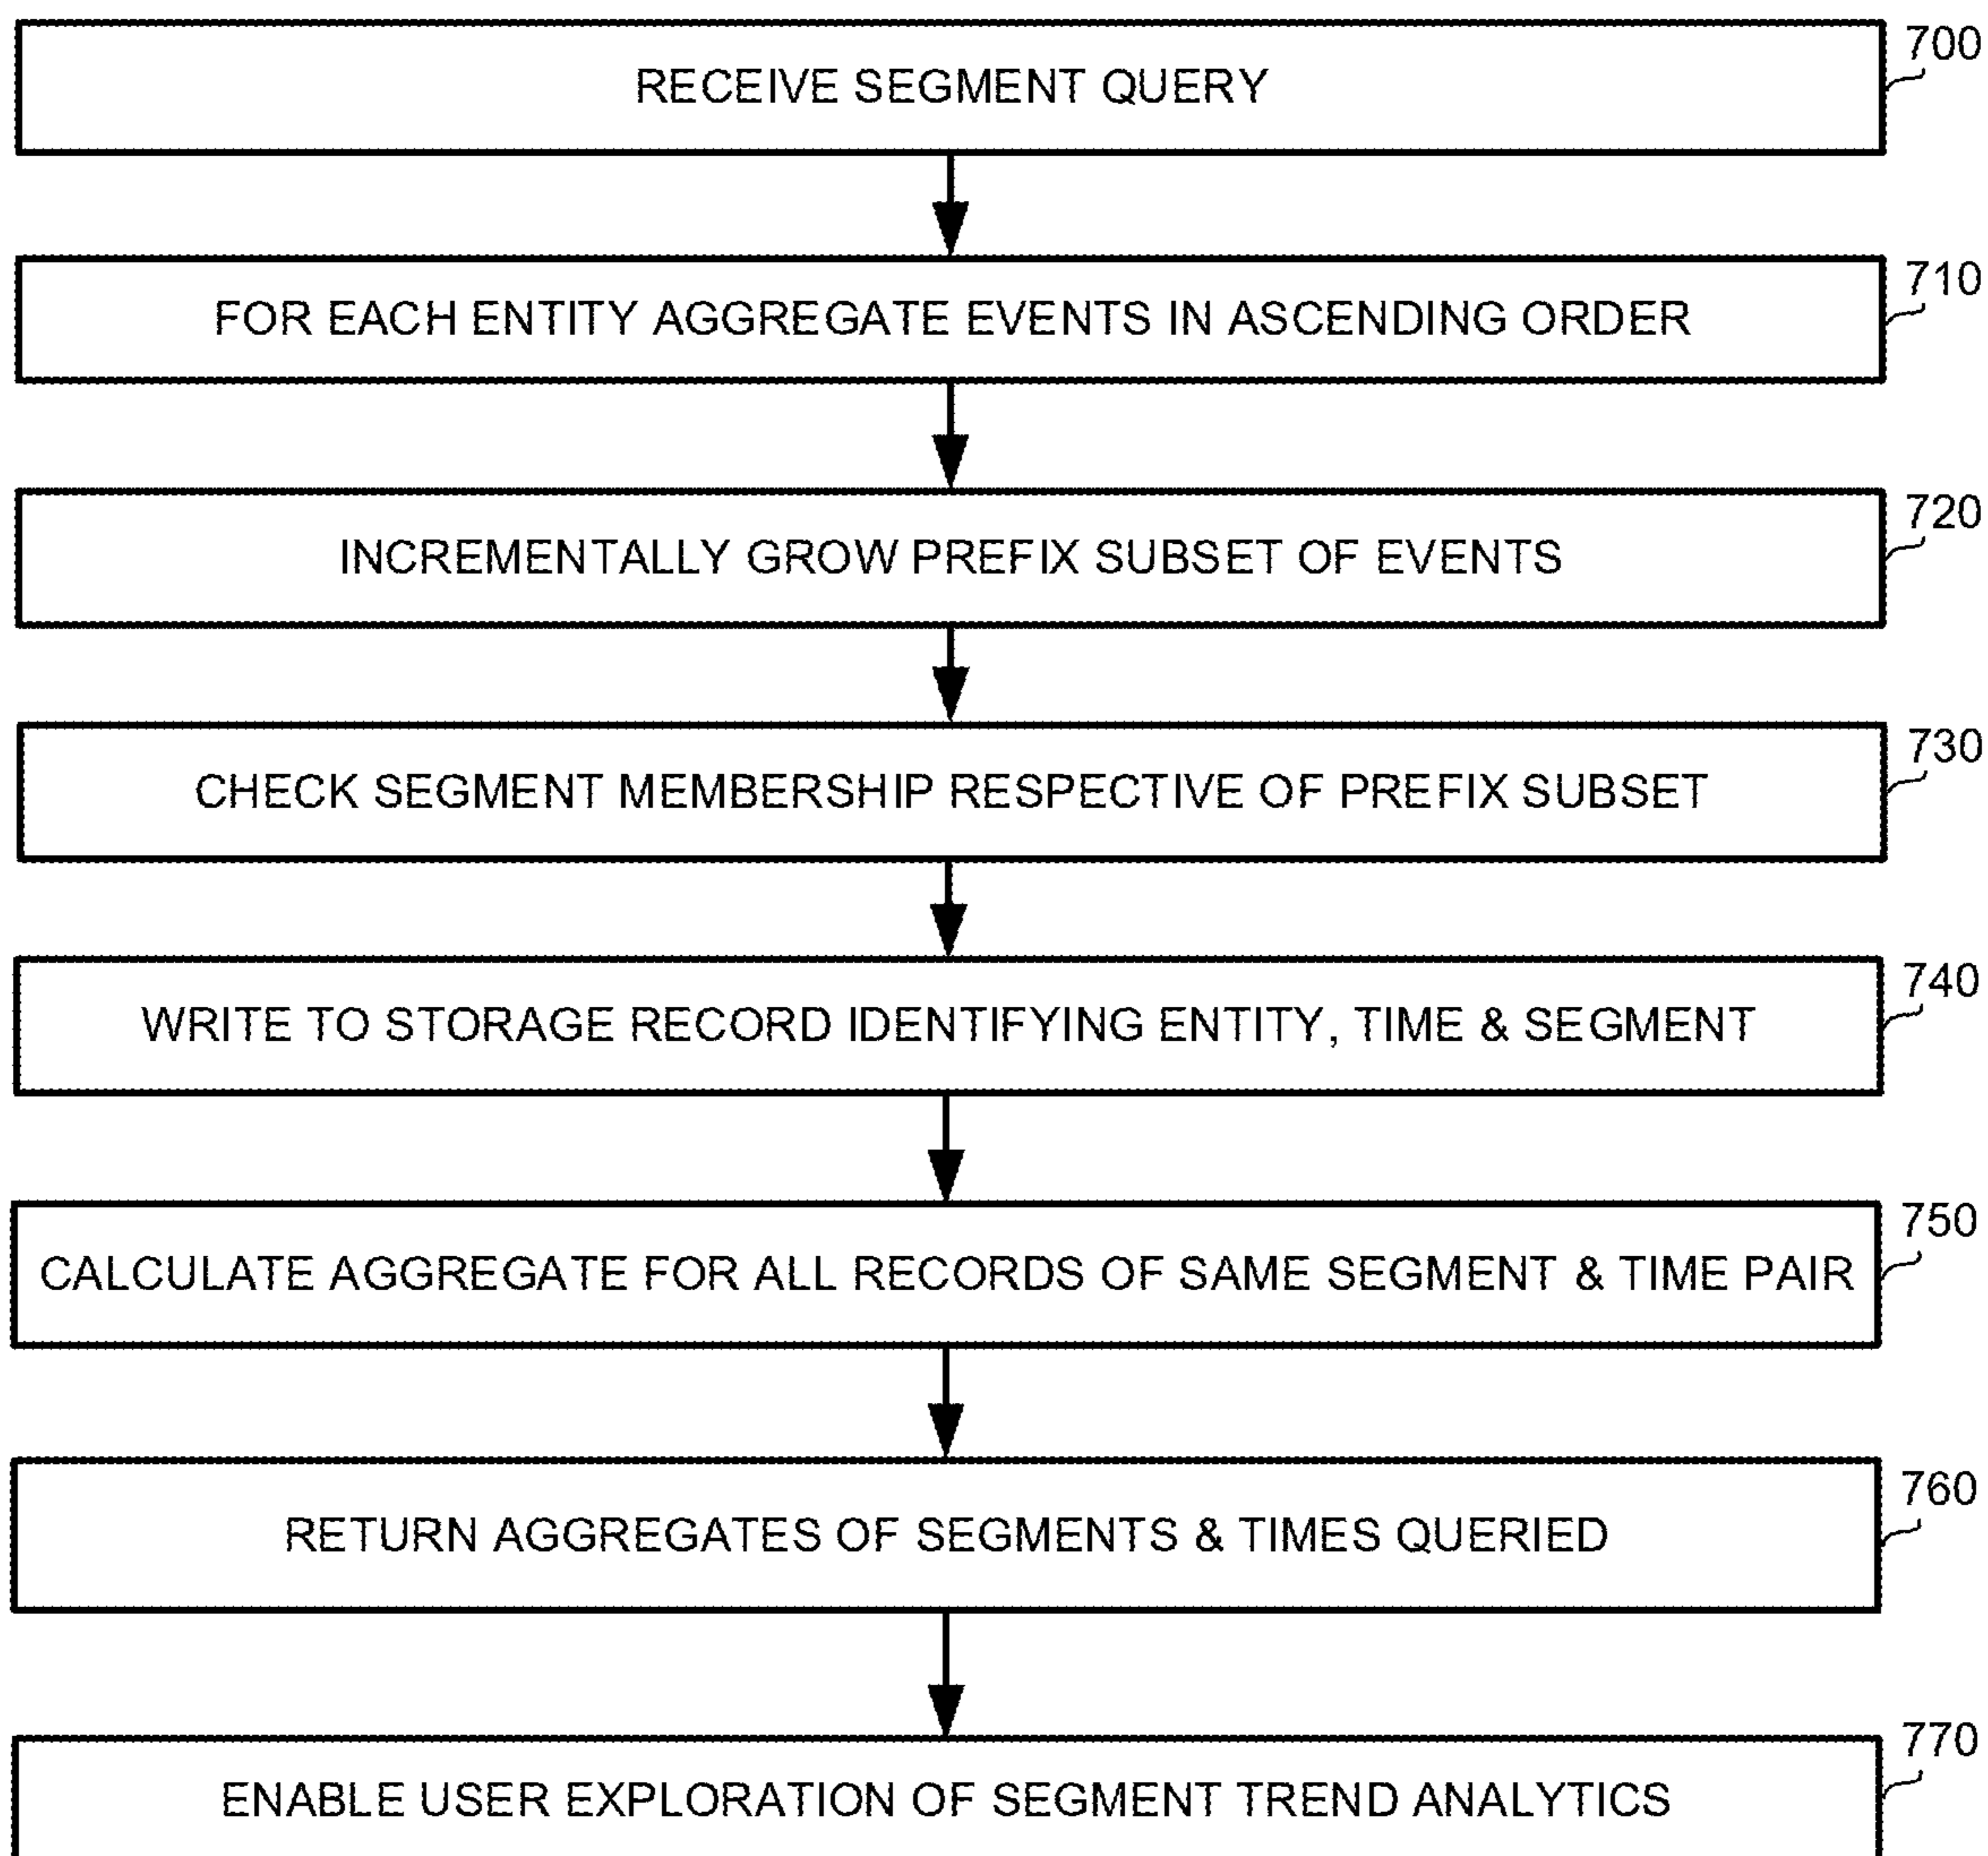 700
RECEIVE SEGMENT QUERY
710
FOR EACH ENTITY AGGREGATE EVENTS IN ASCENDING ORDER
720
INCREMENTALLY GROW PREFIX SUBSET OF EVENTS
730
CHECK SEGMENT MEMBERSHIP RESPECTIVE OF PREFIX SUBSET
740
WRITE TO STORAGE RECORD IDENTIFYING ENTITY, TIME & SEGMENT
750
CALCULATE AGGREGATE FOR ALL RECORDS OF SAME SEGMENT & TIME PAIR
760
RETURN AGGREGATES OF SEGMENTS & TIMES QUERIED
770
ENABLE USER EXPLORATION OF SEGMENT TREND ANALYTICS